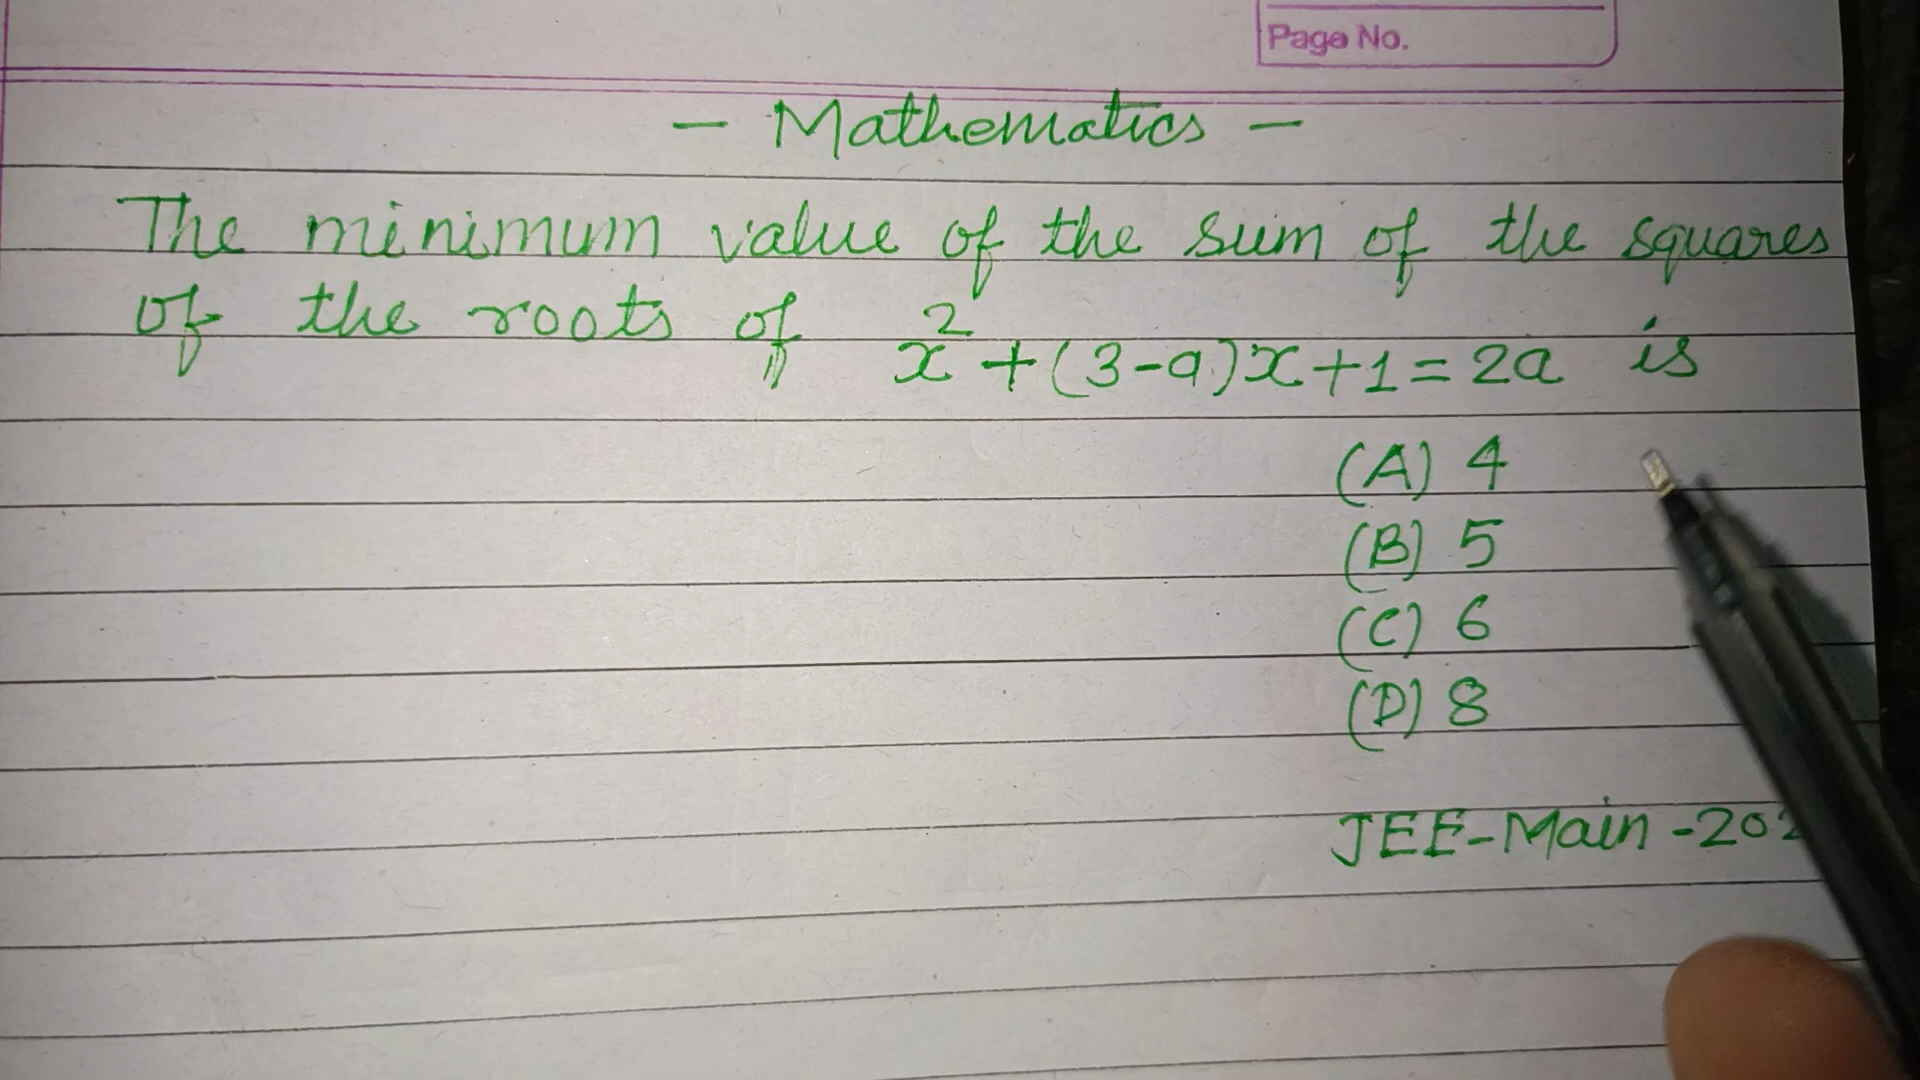 Page No.
- Mathematics -
The minimum value of the sum of the squares
of the roots of x²+(3-a)x+1=2a is
(A) 4
(B) 5
(C) 6
(D) 8
JEE-Main -202